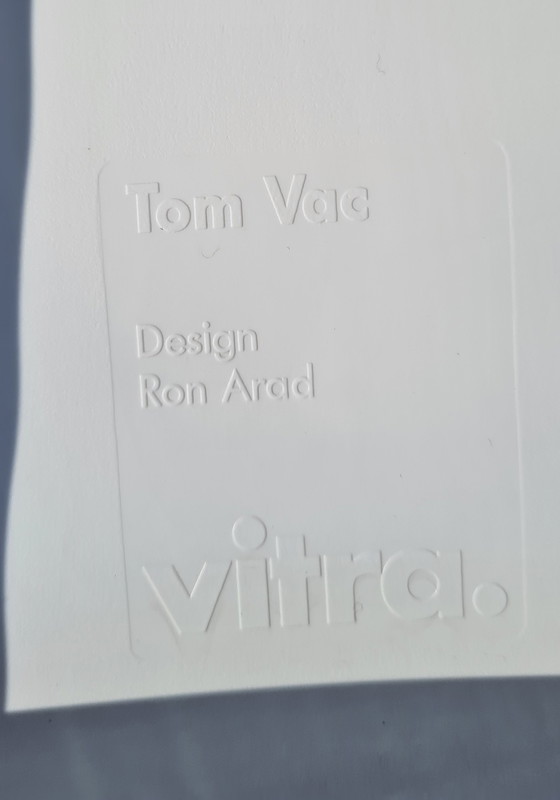 Tom Vac
Design
Ron Arad
vitra.